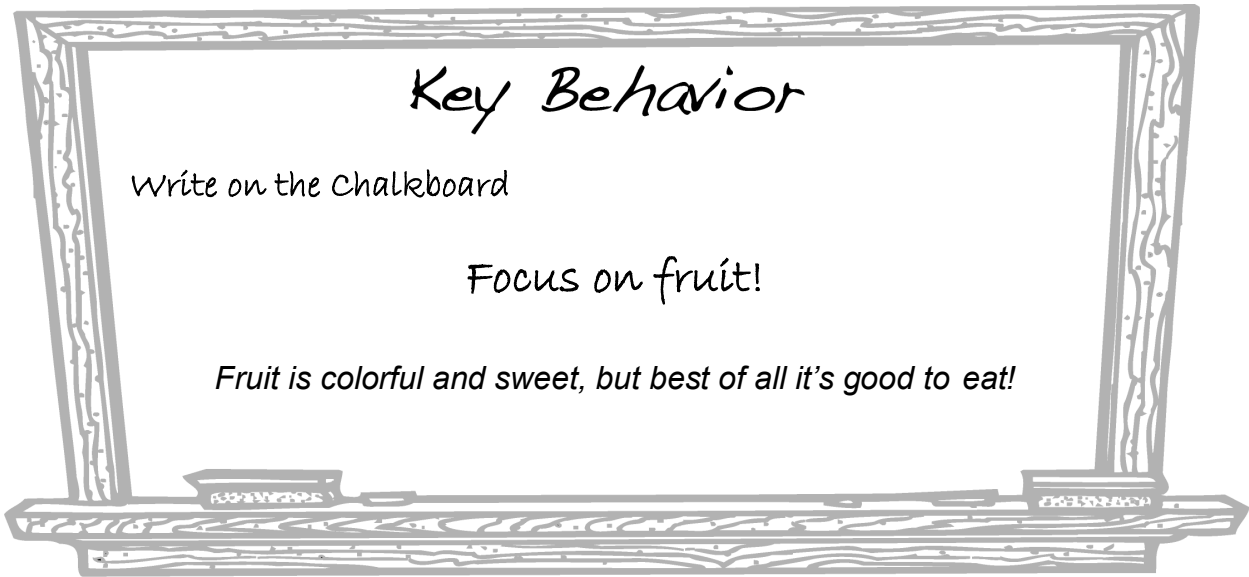 Key Behavior
Write on the Chalkboard
Focus on fruit!
Fruit is colorful and sweet, but best of all it’s good to eat!